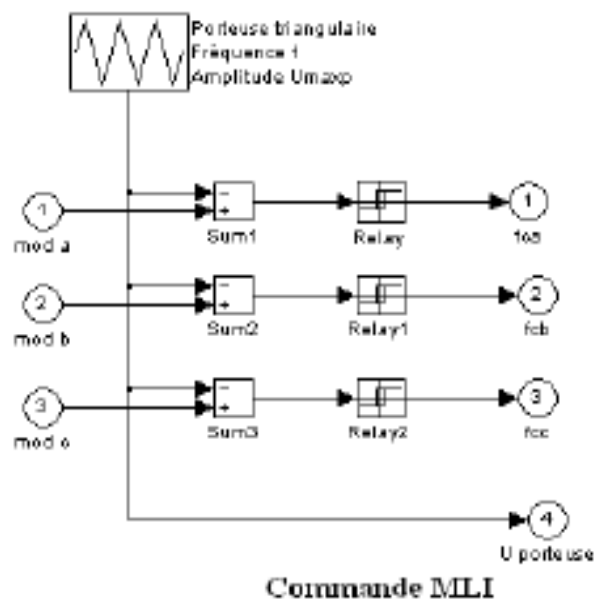 Porteuse triangulaire
Fréquence f
Amplitude Umaxp
1
mod a
-
+
Sum1
Relay
1
fca
2
mod b
-
+
Sum2
Relay1
2
fcb
3
mod c
-
+
Sum3
Relay2
3
fcc
4
U porteuse
Commande MLI